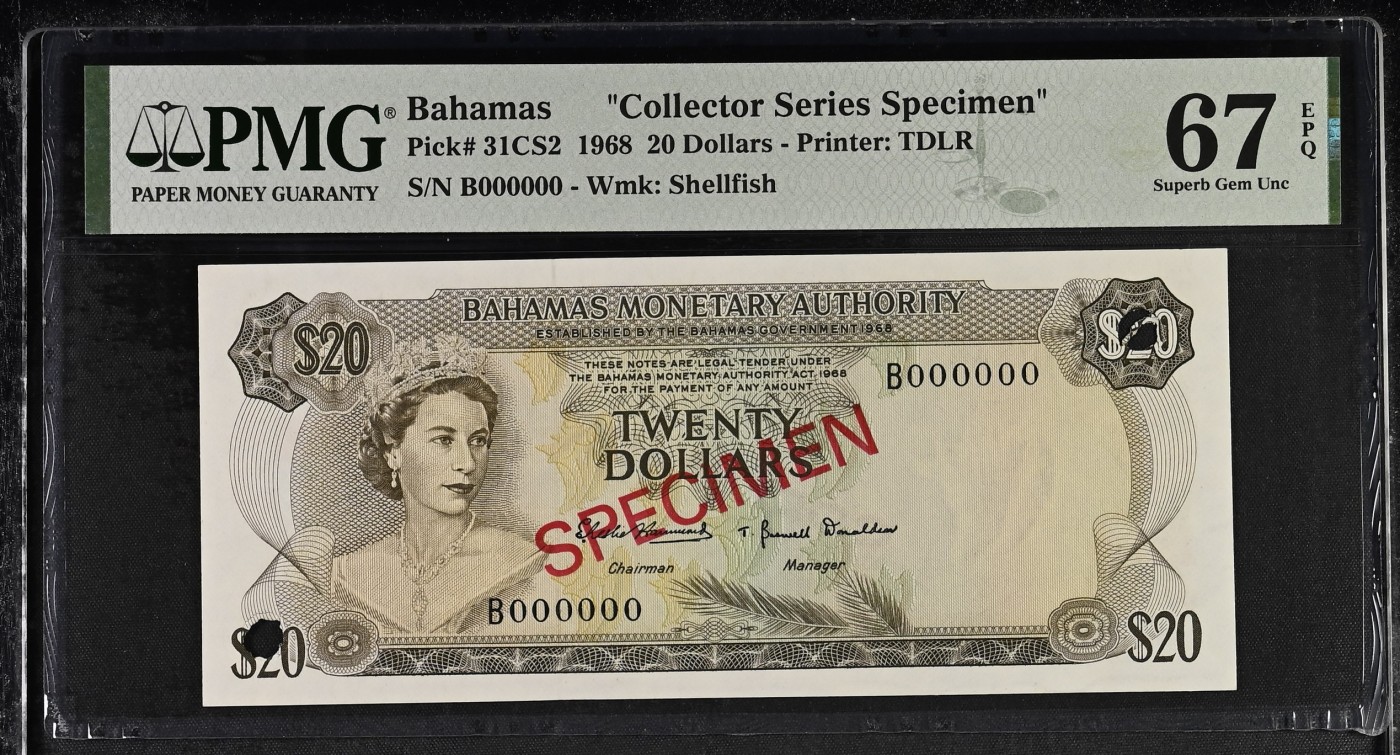 PMG®
PAPER MONEY GUARANTY
Bahamas "Collector Series Specimen"
Pick# 31CS2 1968 20 Dollars - Printer: TDLR
S/N B000000 - Wmk: Shellfish
67
EPQ
Superb Gem Unc
BAHAMAS MONETARY AUTHORITY
ESTABLISHED BY THE BAHAMAS GOVERNMENT 1968
$20
$20
THESE NOTES ARE LEGAL TENDER UNDER
THE BAHAMAS MONETARY AUTHORITY ACT, 1968
FOR THE PAYMENT OF ANY AMOUNT
B000000
TWENTY
DOLLARS
SPECIMEN
T. Donaldson
Chairman
Manager
B000000
$20
$20